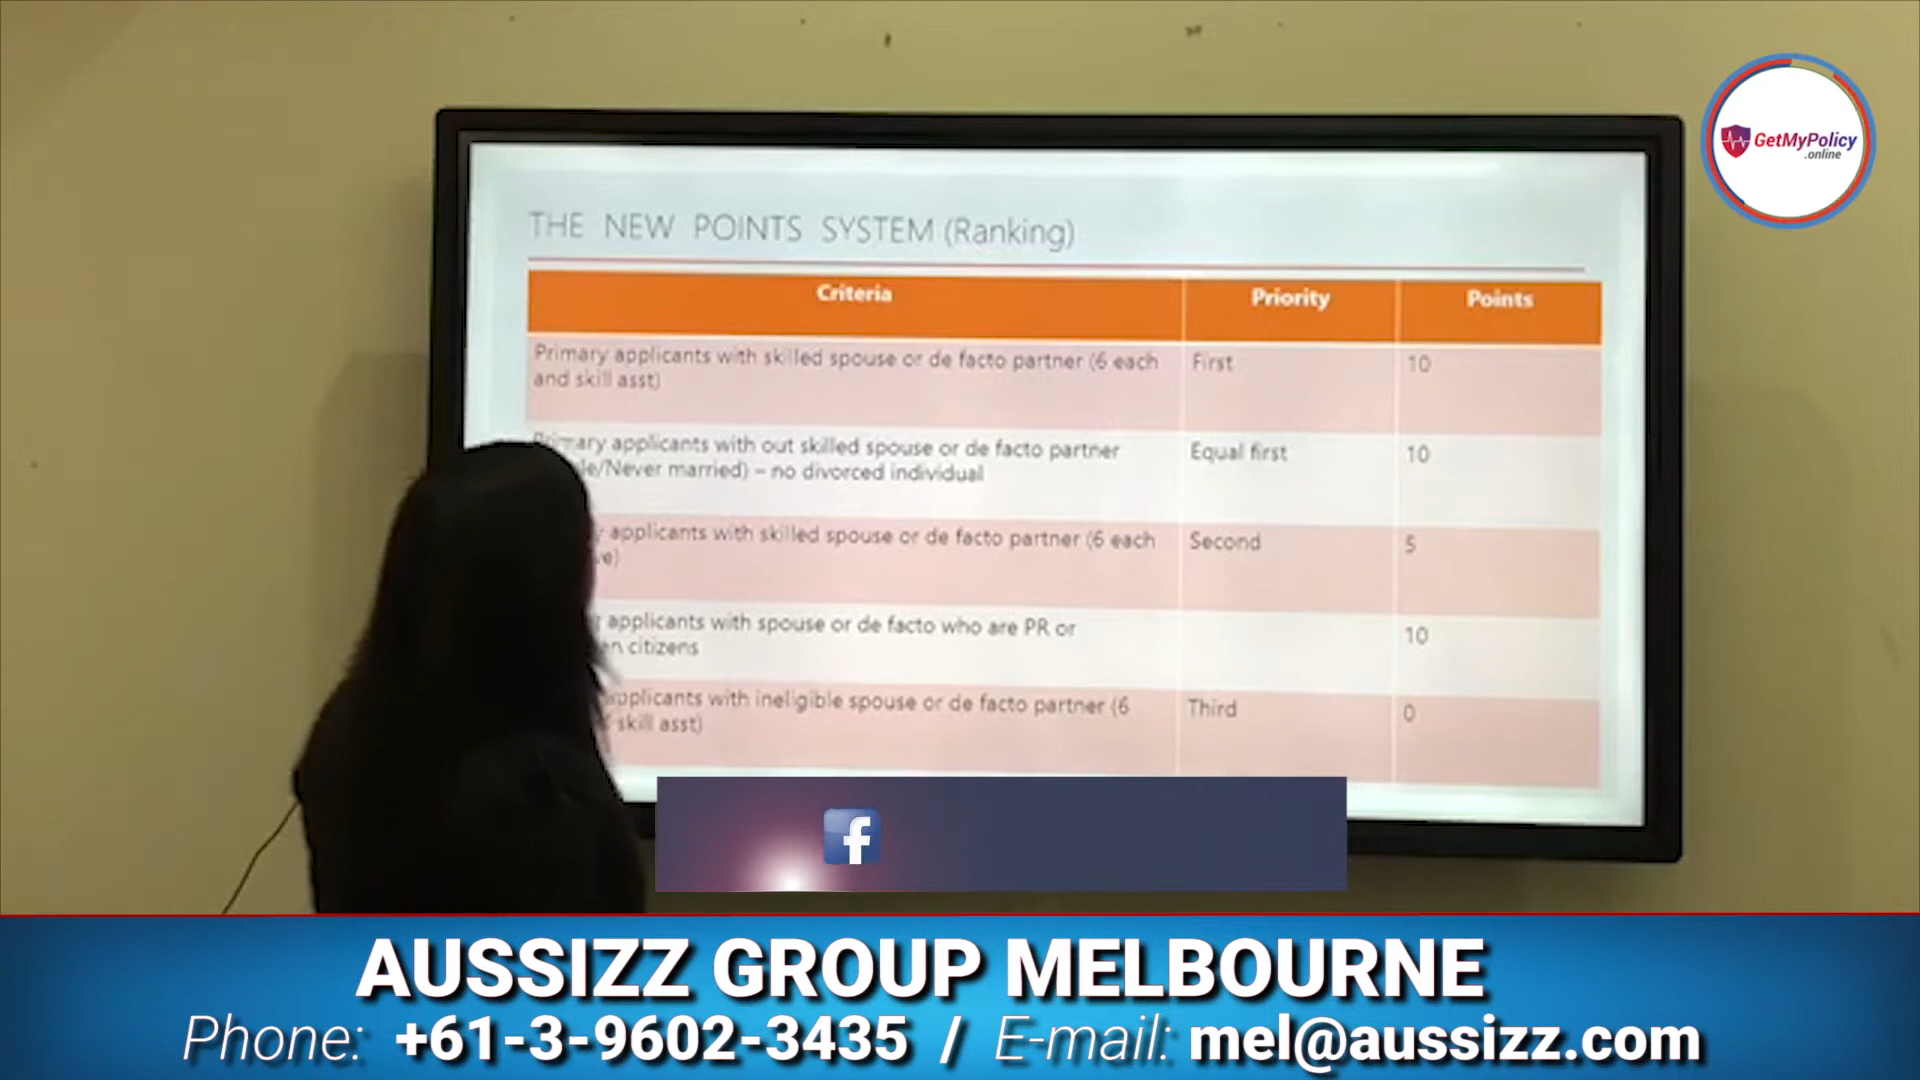 GetMyPolicy
.online
THE NEW POINTS SYSTEM (Ranking)
Criteria Priority Points
Primary applicants with skilled spouse or de facto partner (6 each First 10
and skill asst)
Primary applicants with out skilled spouse or de facto partner Equal first 10
le/Never married) – no divorced individual
y applicants with skilled spouse or de facto partner (6 each Second 5
ve)
applicants with spouse or de facto who are PR or 10
en citizens
applicants with ineligible spouse or de facto partner (6 Third 0
skill asst)
f
AUSSIZZ GROUP MELBOURNE
Phone: +61-3-9602-3435 / E-mail: mel@aussizz.com